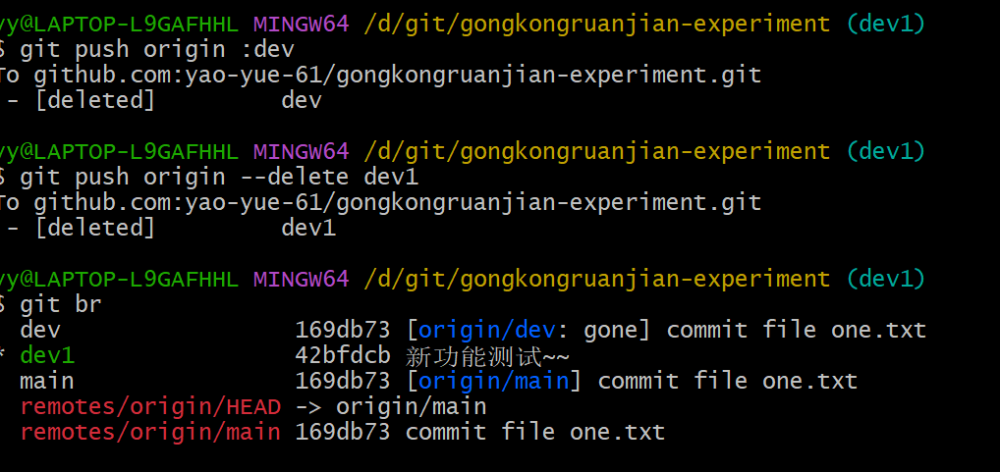 yy@LAPTOP-L9GAFHHL MINGW64 /d/git/gongkongruanjian-experiment (dev1)
$ git push origin :dev
To github.com:yao-yue-61/gongkongruanjian-experiment.git
 - [deleted]         dev
yy@LAPTOP-L9GAFHHL MINGW64 /d/git/gongkongruanjian-experiment (dev1)
$ git push origin --delete dev1
To github.com:yao-yue-61/gongkongruanjian-experiment.git
 - [deleted]         dev1
yy@LAPTOP-L9GAFHHL MINGW64 /d/git/gongkongruanjian-experiment (dev1)
$ git br
  dev                 169db73 [origin/dev: gone] commit file one.txt
* dev1                42bfdcb 新功能测试~~
  main                169db73 [origin/main] commit file one.txt
  remotes/origin/HEAD -> origin/main
  remotes/origin/main 169db73 commit file one.txt